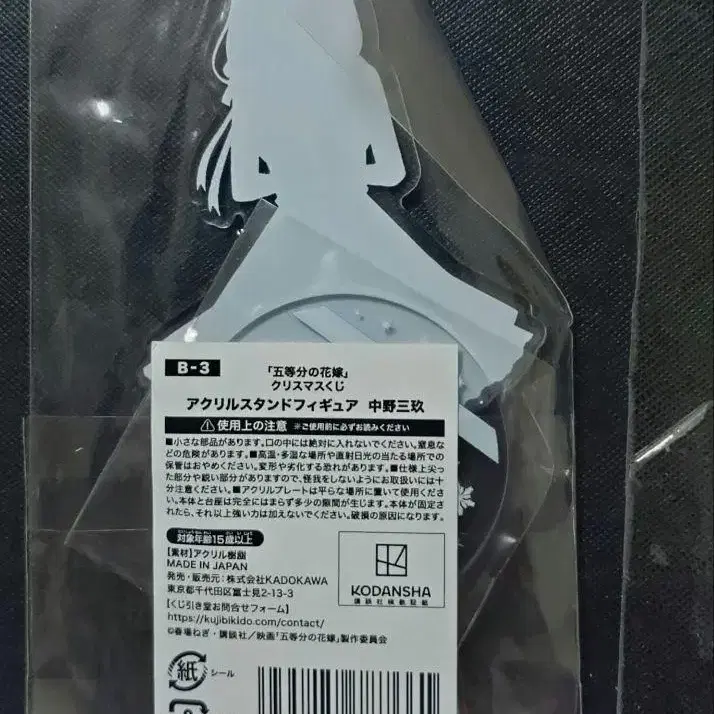 B-3
「五等分の花嫁」
クリスマスくじ
アクリルスタンドフィギュア 中野三玖
使用上の注意 ※ご使用前に必ずお読みください
■小さな部品があります。口の中には絶対に入れないでください。窒息な
どの危険があります。■高温・多湿な場所や直射日光の当たる場所での
保管はおやめください。変形や劣化する恐れがあります。■仕様上尖っ
た部分や鋭い部分がありますので、怪我をしないようにお取扱いには十
分注意ください。■アクリルプレートは平らな場所に置いて使用くださ
い。本体と台座は完全にはまらず多少の隙間が生じます。本体が固定さ
れたら、それ以上強い力は加えないでください。破損の原因になります。
対象年齢15歳以上
【素材】アクリル樹脂
MADE IN JAPAN
発売・販売元:株式会社KADOKAWA
東京都千代田区富士見2-13-3
【くじ引き堂お問合せフォーム】
https://kujibikido.com/contact/
©春場ねぎ・講談社/映画「五等分の花嫁」製作委員会
KODANSHA
紙
シール